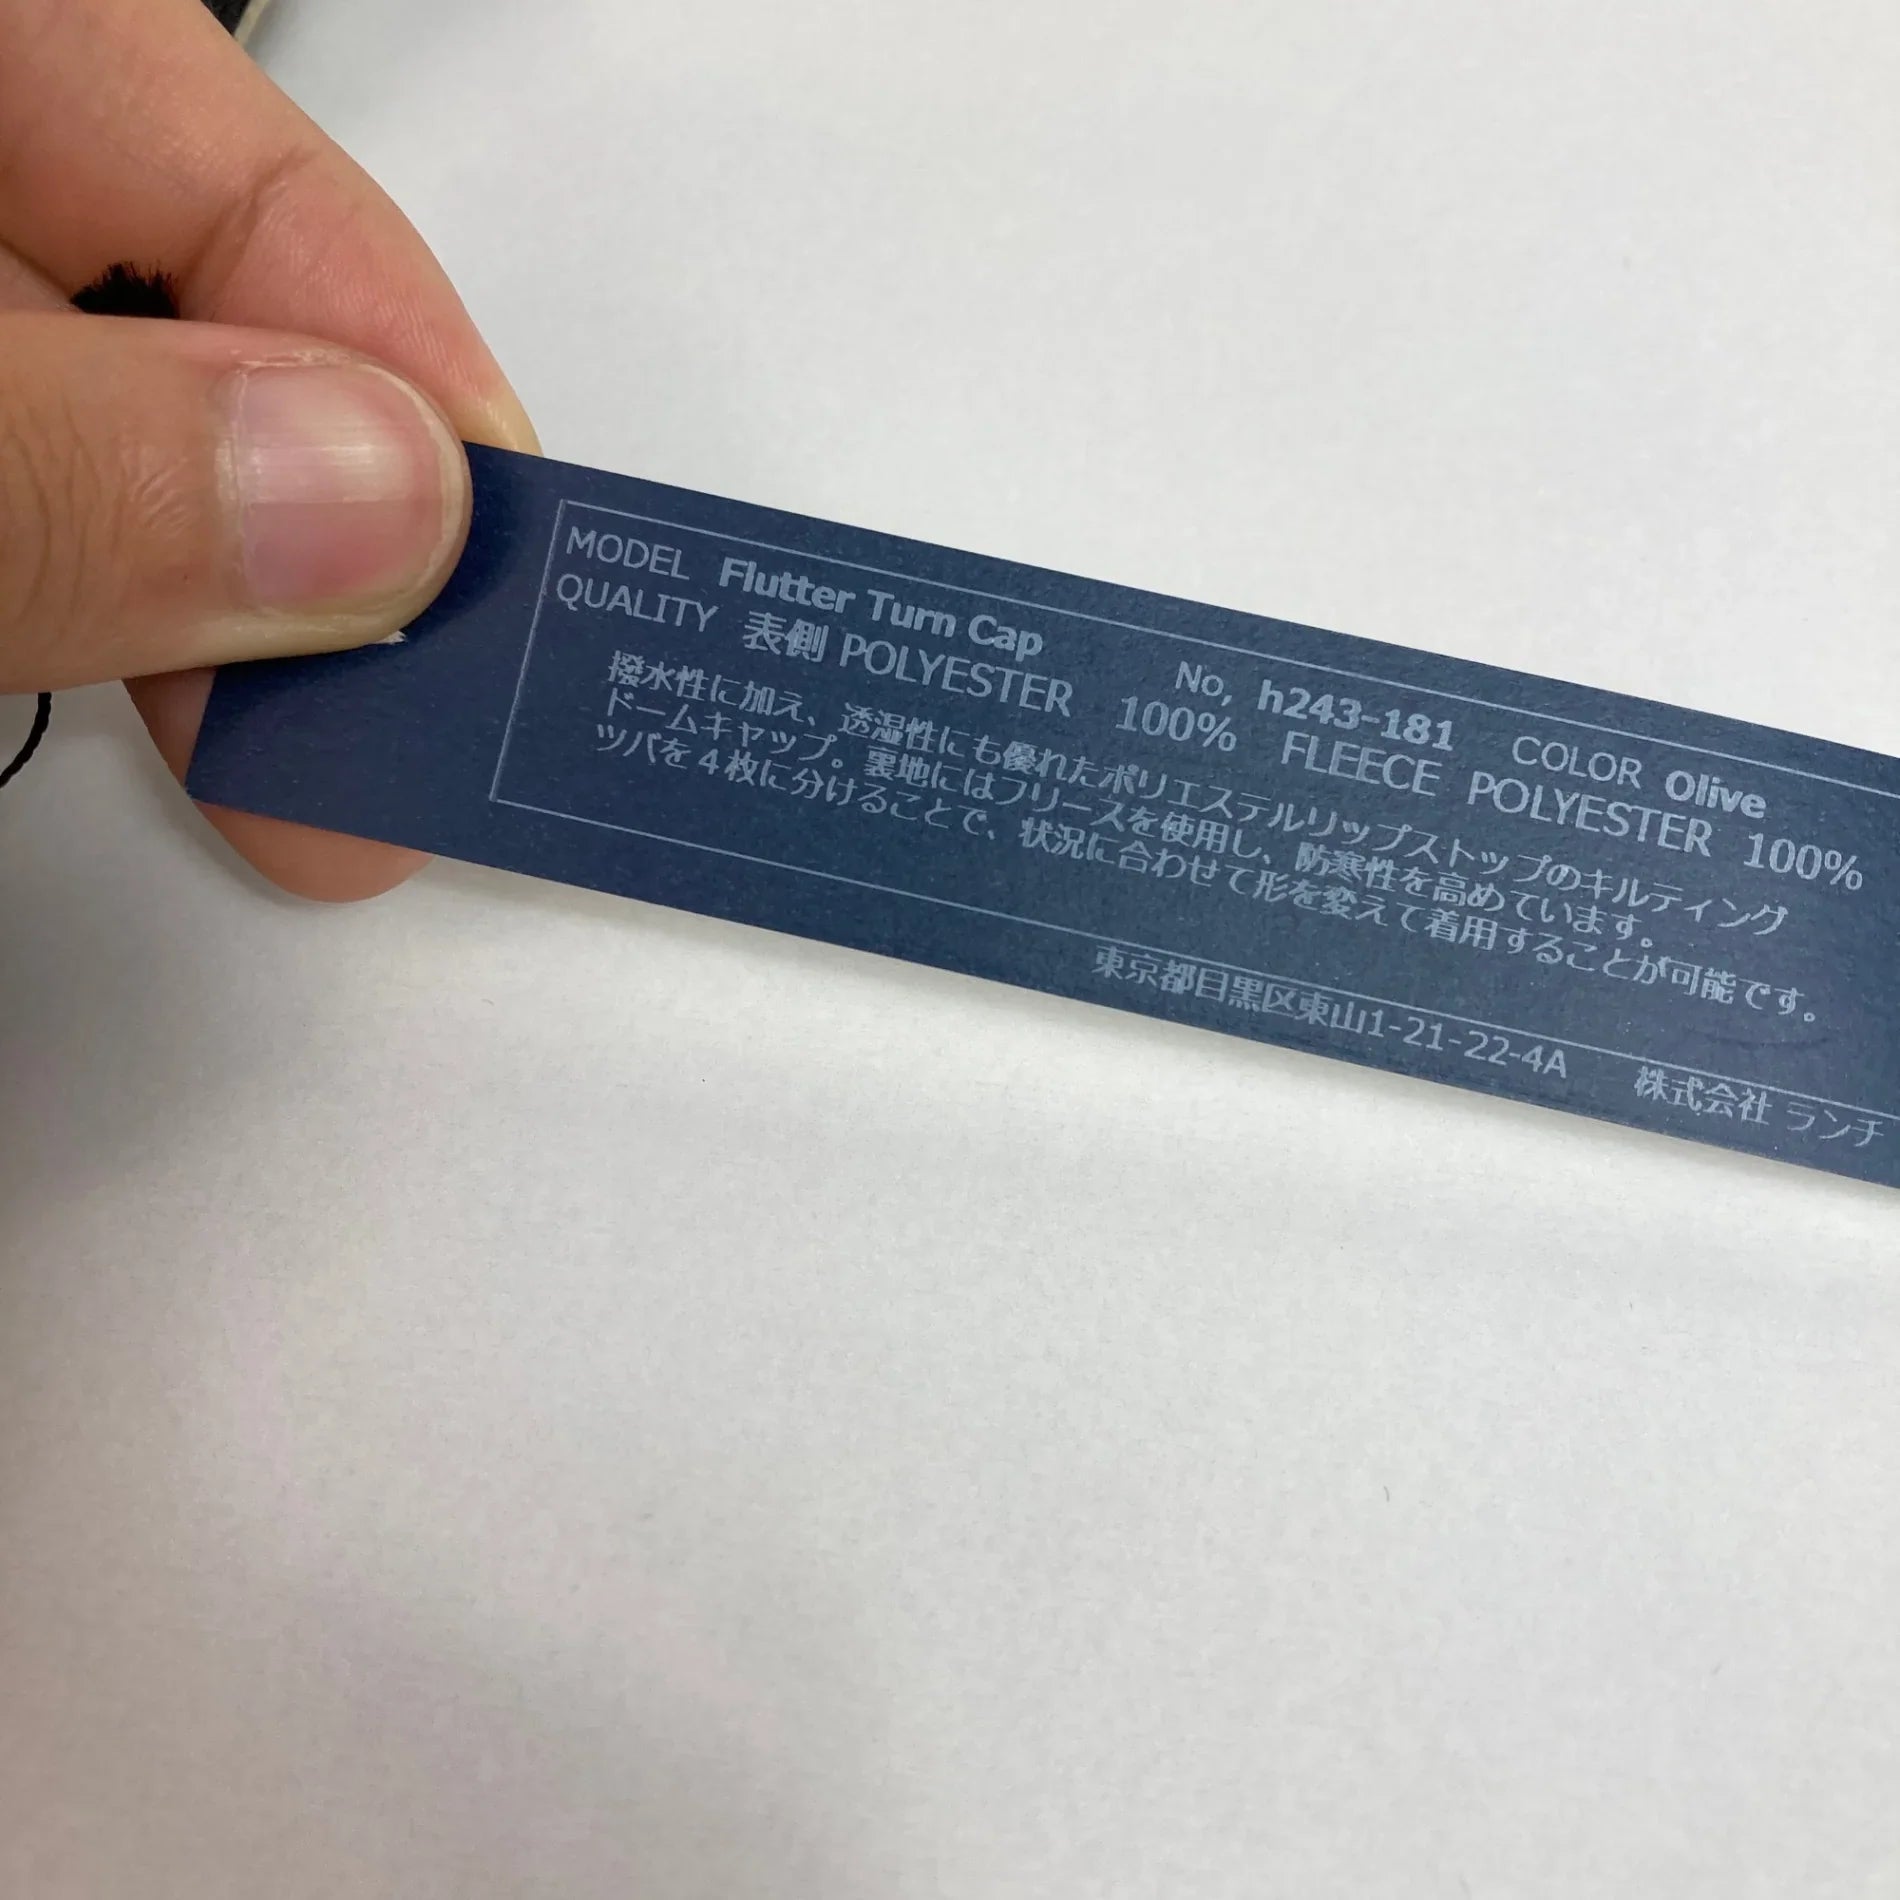 MODEL Flutter Turn Cap No, h243-181 COLOR Olive
QUALITY 表側 POLYESTER 100% FLEECE POLYESTER 100%
撥水性に加え、透湿性にも優れたポリエステルリップストップのキルティング
ドームキャップ。裏地にはフリースを使用し、防寒性を高めています。
ツバを４枚に分けることで、状況に合わせて形を変えて着用することが可能です。
東京都目黒区東山1-21-22-4A 株式会社 ランチ